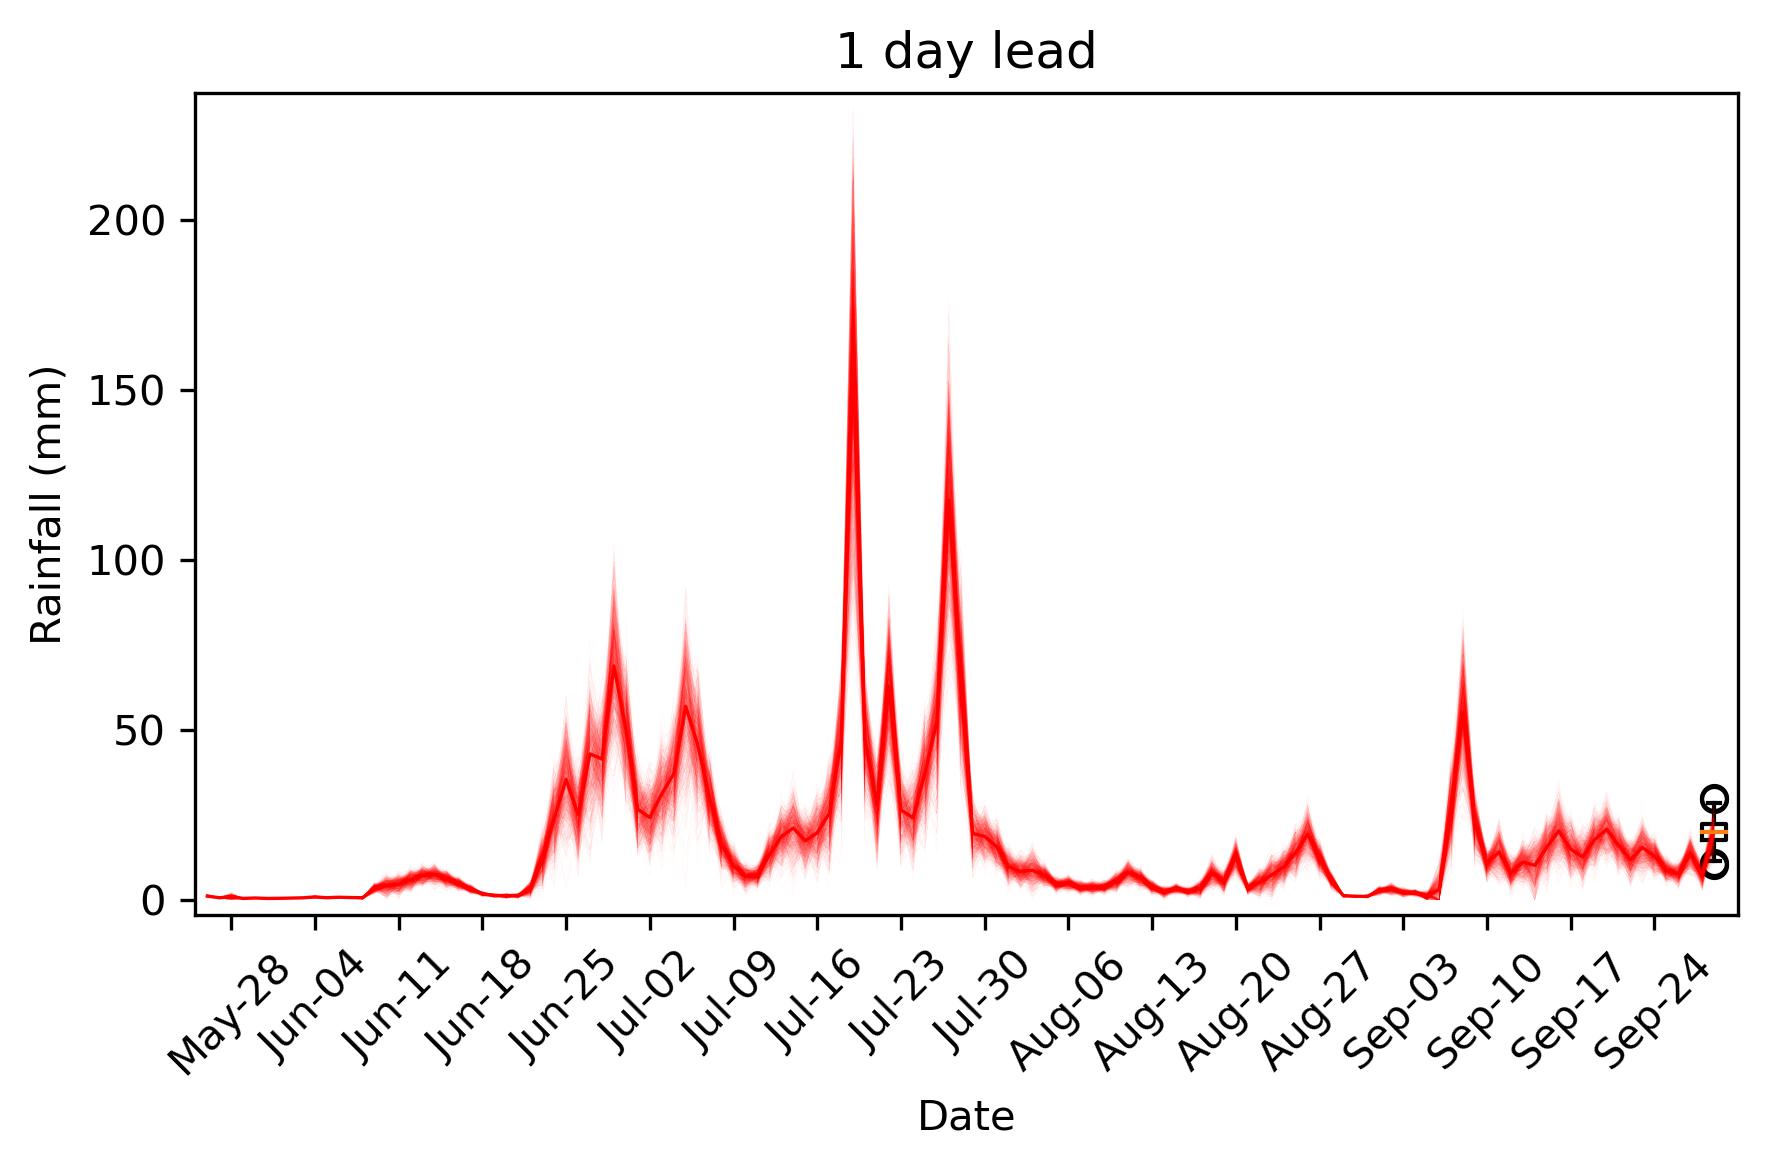 1 day lead
Rainfall (mm)
200
150
100
50
0
May-28
Jun-04
Jun-11
Jun-18
Jun-25
Jul-02
Jul-09
Jul-16
Jul-23
Jul-30
Aug-06
Aug-13
Aug-20
Aug-27
Sep-03
Sep-10
Sep-17
Sep-24
Date